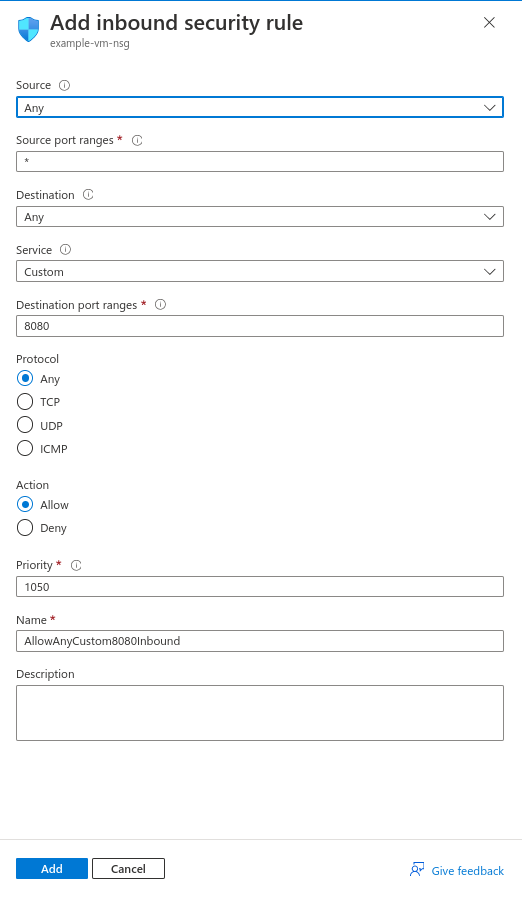 Add inbound security rule
example-vm-nsg
Source
Any
Source port ranges *
*
Destination
Any
Service
Custom
Destination port ranges *
8080
Protocol
Any
TCP
UDP
ICMP
Action
Allow
Deny
Priority *
1050
Name *
AllowAnyCustom8080Inbound
Description
Add Cancel Give feedback